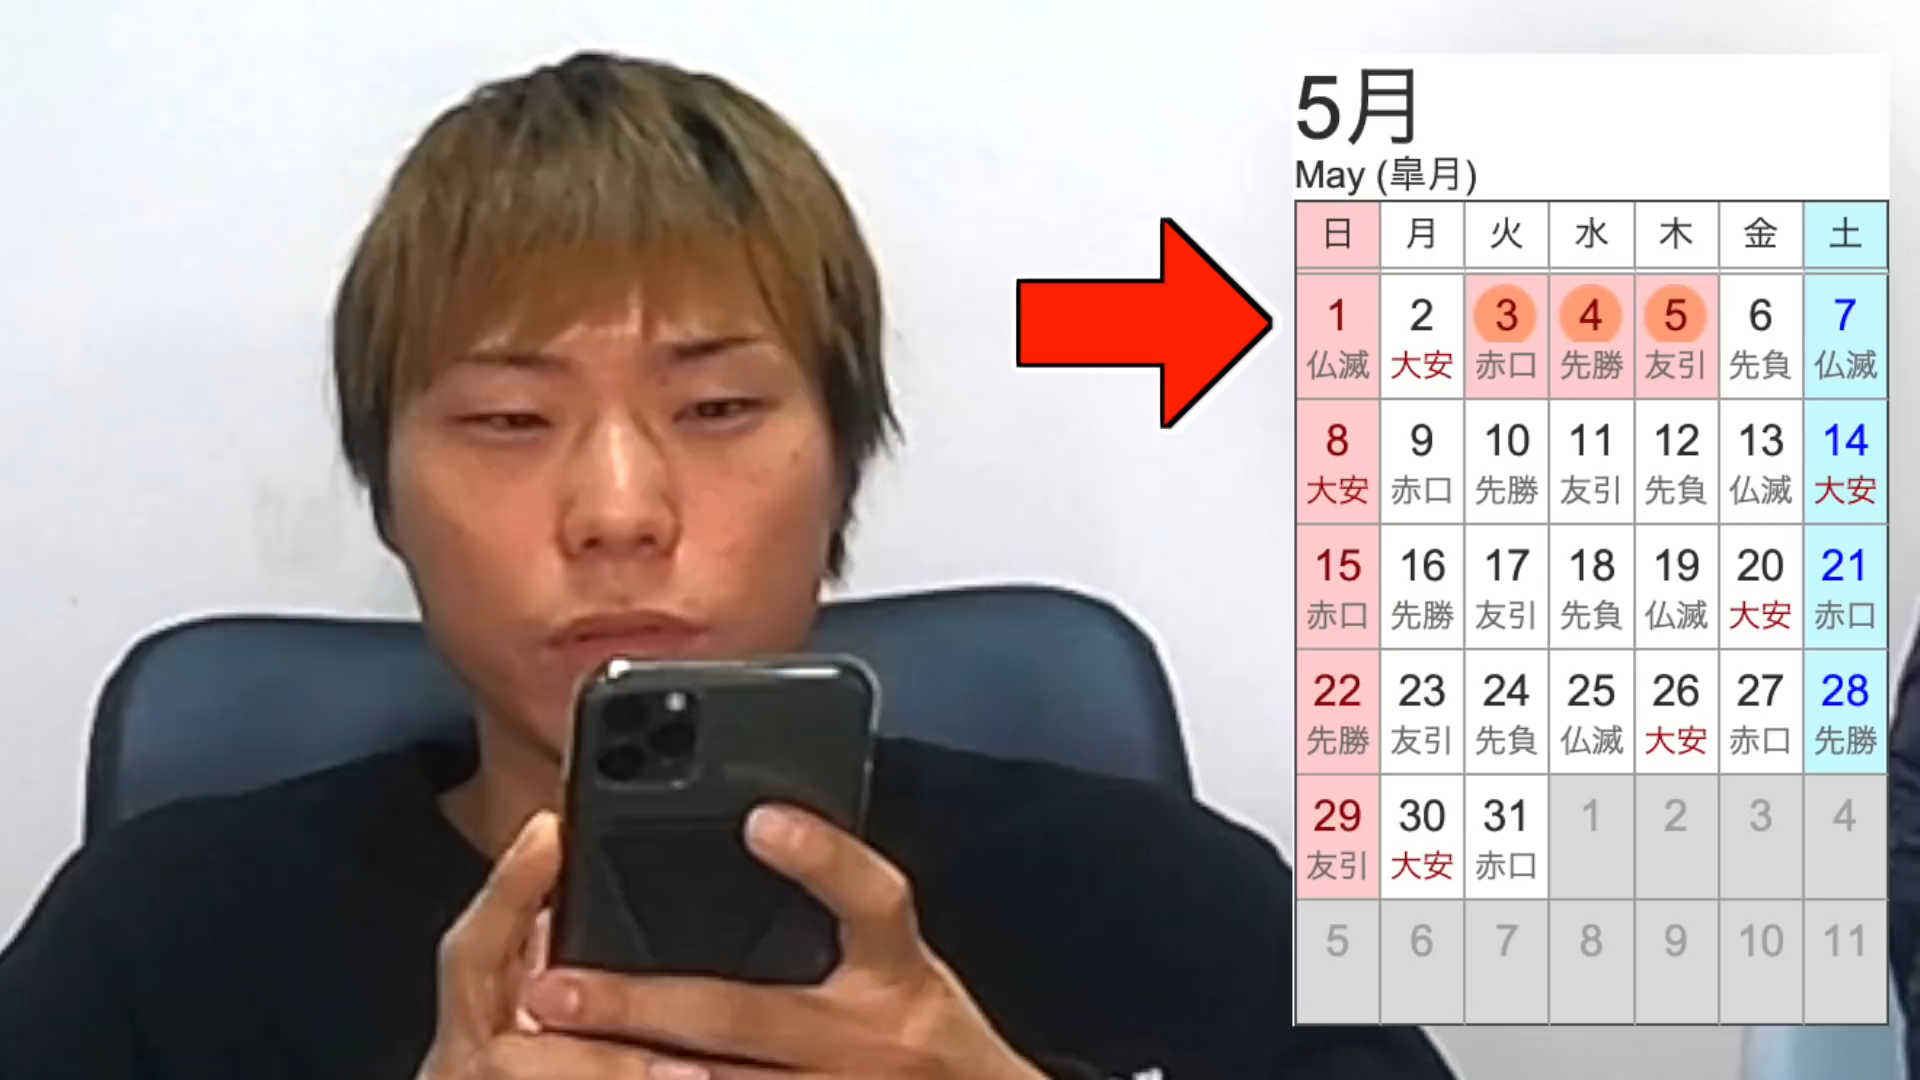 5月
May (皐月)
日 月 火 水 木 金 土
1 2 3 4 5 6 7
仏滅 大安 赤口 先勝 友引 先負 仏滅
8 9 10 11 12 13 14
大安 赤口 先勝 友引 先負 仏滅 大安
15 16 17 18 19 20 21
赤口 先勝 友引 先負 仏滅 大安 赤口
22 23 24 25 26 27 28
先勝 友引 先負 仏滅 大安 赤口 先勝
29 30 31 1 2 3 4
友引 大安 赤口
5 6 7 8 9 10 11